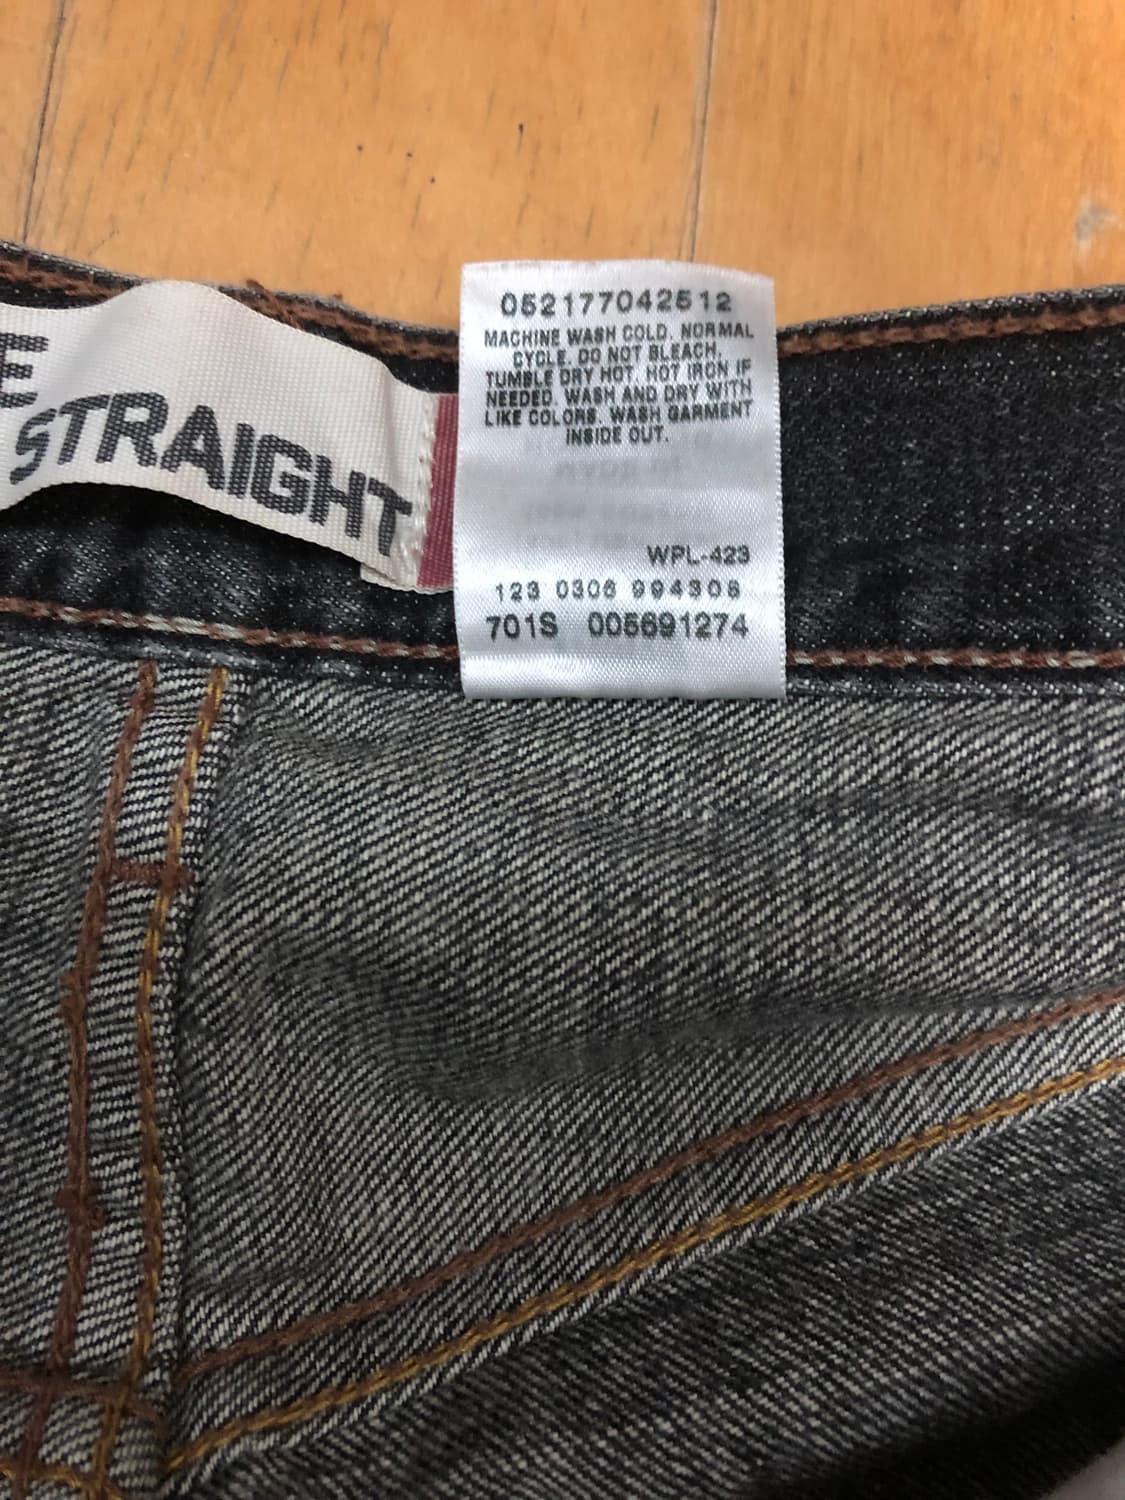 E
STRAIGHT
052177042512
MACHINE WASH COLD, NORMAL
CYCLE. DO NOT BLEACH.
TUMBLE DRY HOT. HOT IRON IF
NEEDED. WASH AND DRY WITH
LIKE COLORS. WASH GARMENT
INSIDE OUT.
WPL-423
123 0306 994308
701S 005691274